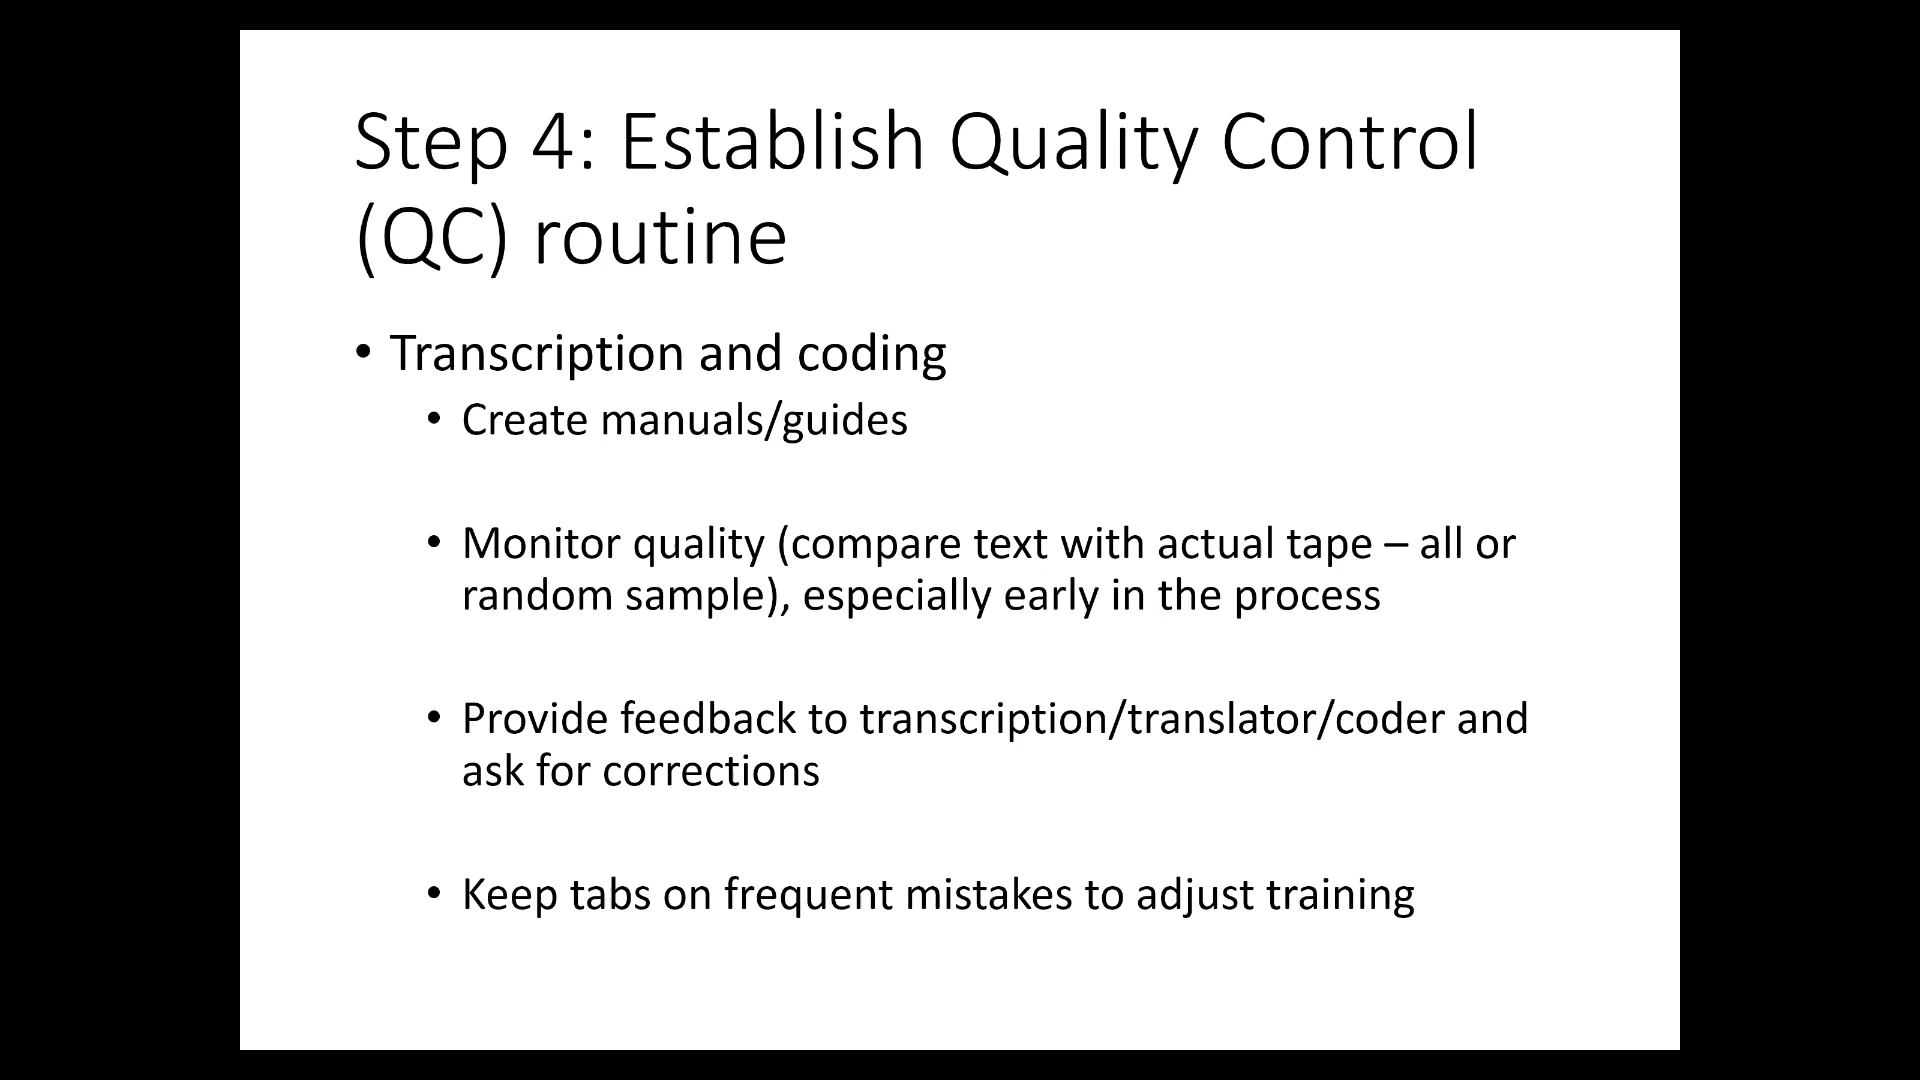 Step 4: Establish Quality Control
(QC) routine
• Transcription and coding
• Create manuals/guides
• Monitor quality (compare text with actual tape – all or
random sample), especially early in the process
• Provide feedback to transcription/translator/coder and
ask for corrections
• Keep tabs on frequent mistakes to adjust training